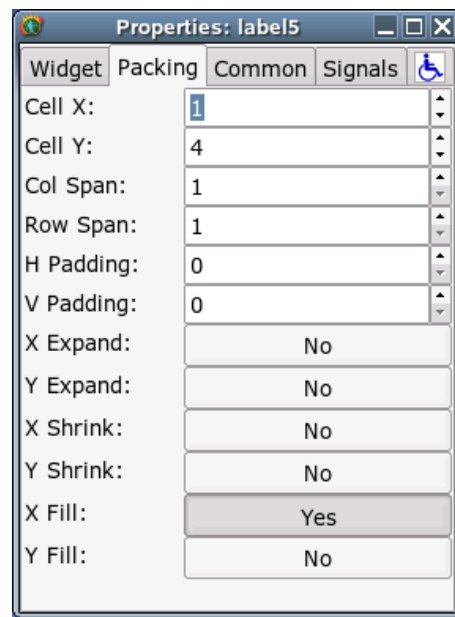 Properties: label5
Widget Packing Common Signals
Cell X: 1
Cell Y: 4
Col Span: 1
Row Span: 1
H Padding: 0
V Padding: 0
X Expand: No
Y Expand: No
X Shrink: No
Y Shrink: No
X Fill: Yes
Y Fill: No